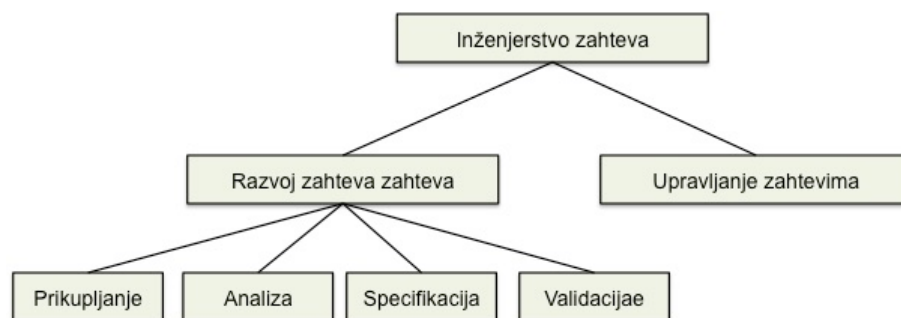 Inženjerstvo zahteva
Razvoj zahteva zahteva
Upravljanje zahtevima
Prikupljanje
Analiza
Specifikacija
Validacijae